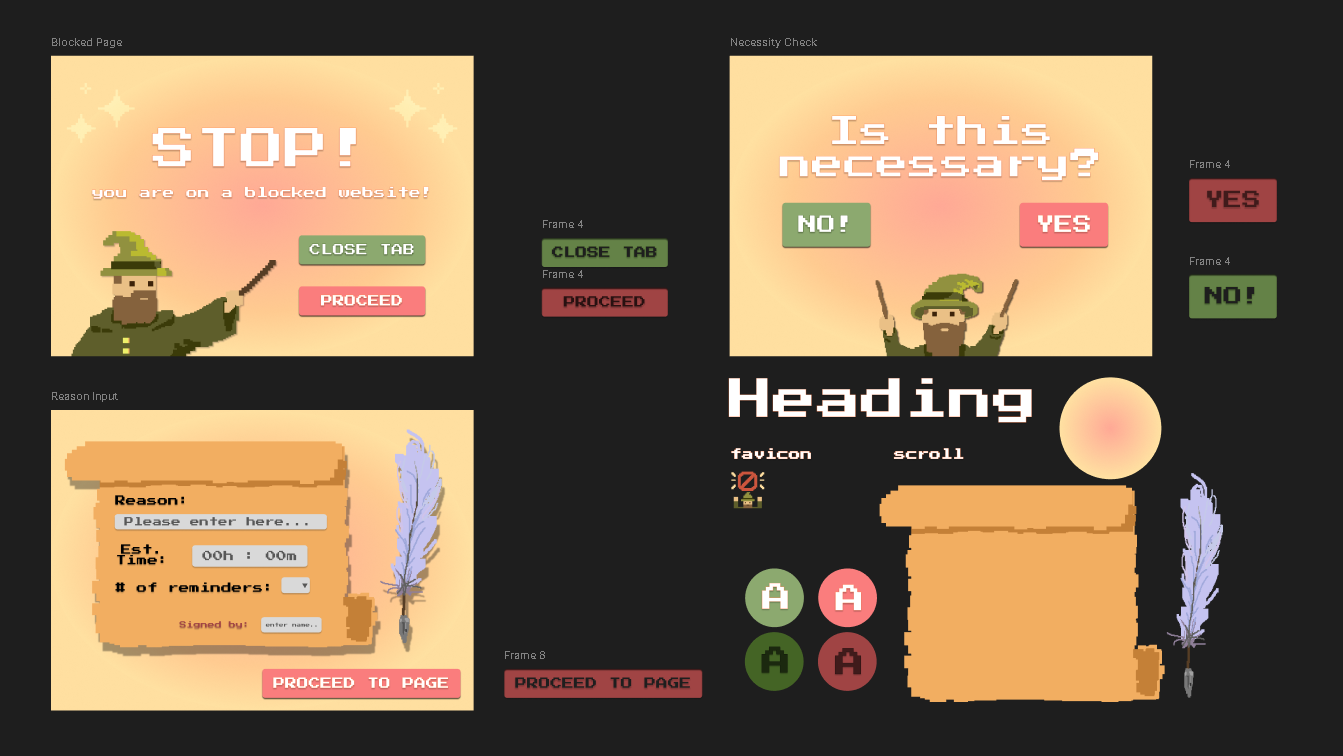 Blocked Page
STOP!
you are on a blocked website!
CLOSE TAB
PROCEED
Frame 4
CLOSE TAB
Frame 4
PROCEED
Necessity Check
Is this
necessary?
NO!
YES
Frame 4
YES
Frame 4
NO!
Reason Input
Reason:
Please enter here...
Est.
Time:
00h : 00m
# of reminders:
Signed by:
enter name..
PROCEED TO PAGE
Frame 8
PROCEED TO PAGE
Heading
favicon
scroll
A
A
A
A